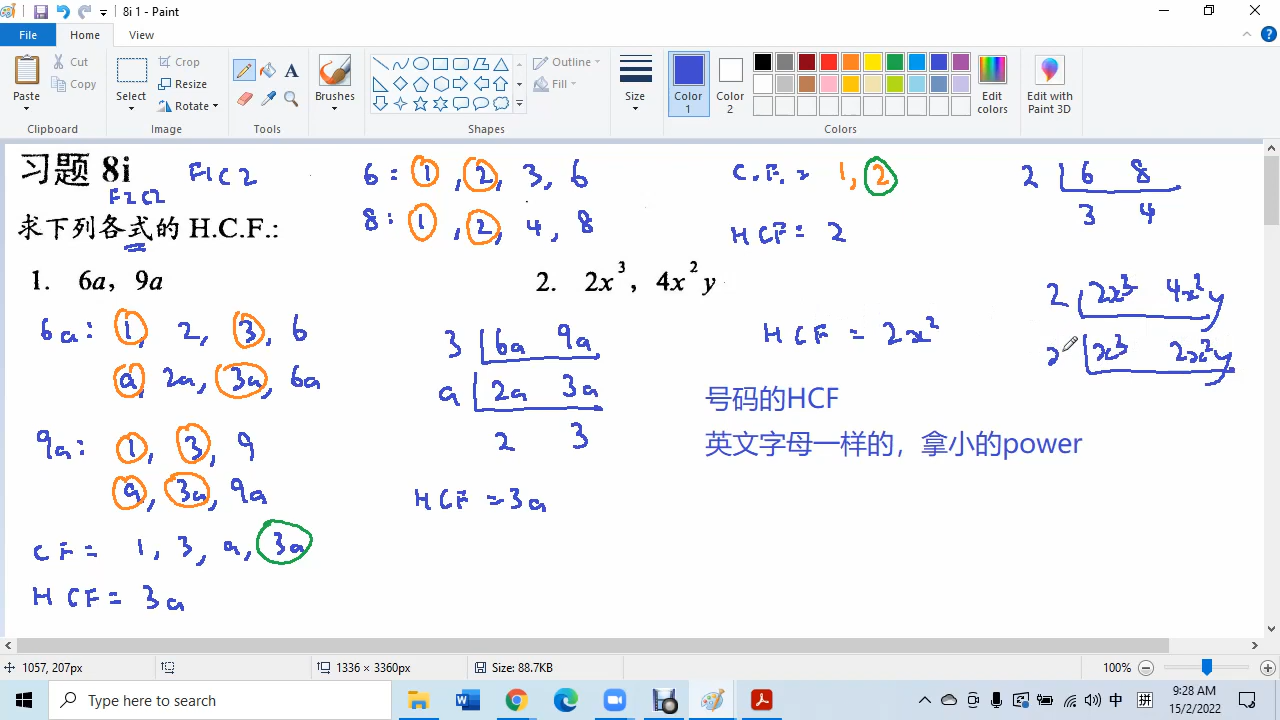 8i 1 - Paint
File Home View
Paste Cut Copy Clipboard
Select Crop Resize Rotate Image
Tools
Brushes
Outline Fill Shapes
Size
Color 1 Color 2 Edit colors Colors
Edit with Paint 3D
习题 8i F1C2
F2C2
求下列各式的 H.C.F.:
6 : 1, 2, 3, 6
8 : 1, 2, 4, 8
C.F. = 1, 2
HCF = 2
2 6 8
3 4
1. 6a, 9a
6a: 1, 2, 3, 6
a, 2a, 3a, 6a
9a: 1, 3, 9
a, 3a, 9a
CF = 1, 3, a, 3a
HCF = 3a
3 6a 9a
a 2a 3a
2 3
HCF = 3a
2. 2x³, 4x²y
HCF = 2x²
2 2x³ 4x²y
x³ 2x²y
号码的HCF
英文字母一样的，拿小的power
1057, 207px
1336 × 3360px
Size: 88.7KB
100%
Type here to search
中 拼
9:28 AM
15/2/2022